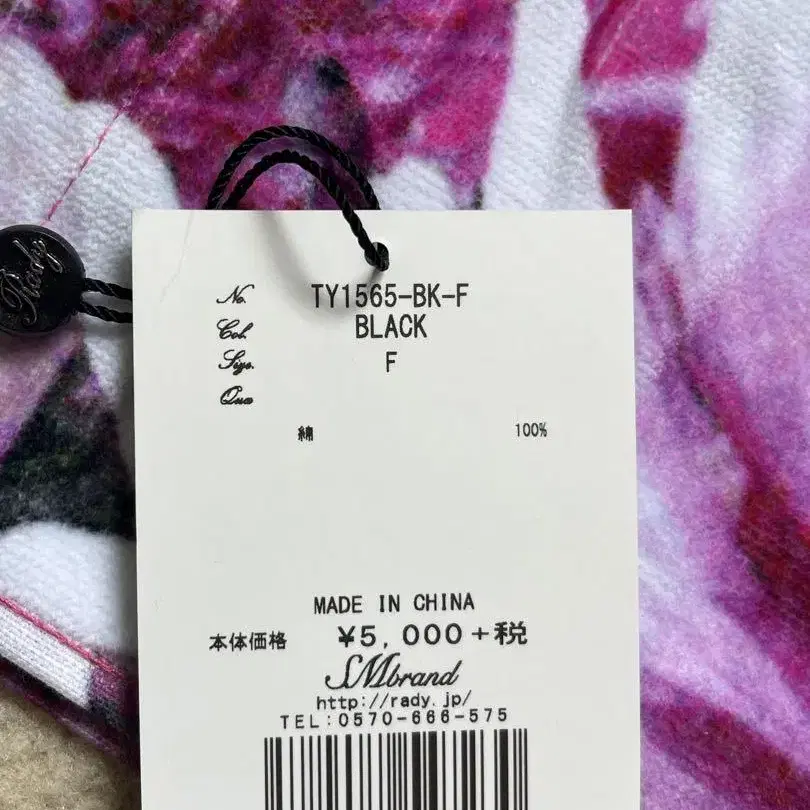 Rady
No. TY1565-BK-F
Col. BLACK
Size. F
Qua
綿 100%
MADE IN CHINA
本体価格 ¥5,000+税
SMbrand
http://rady.jp/
TEL:0570-666-575